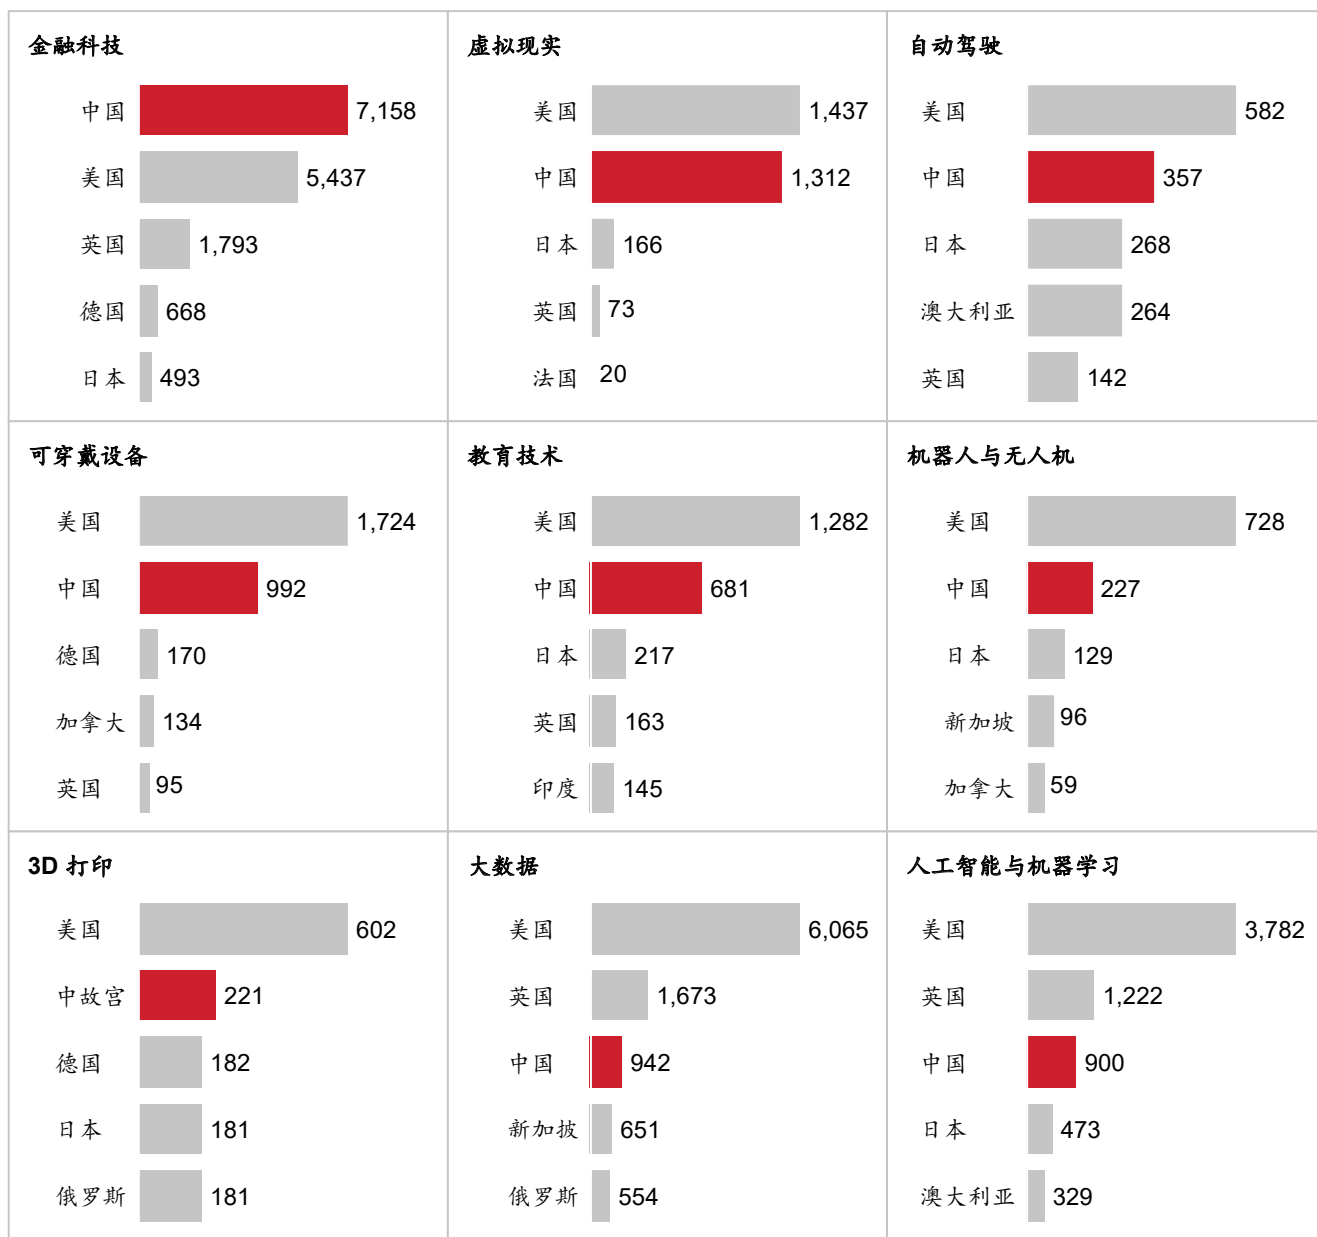 金融科技
中国 7,158
美国 5,437
英国 1,793
德国 668
日本 493
虚拟现实
美国 1,437
中国 1,312
日本 166
英国 73
法国 20
自动驾驶
美国 582
中国 357
日本 268
澳大利亚 264
英国 142
可穿戴设备
美国 1,724
中国 992
德国 170
加拿大 134
英国 95
教育技术
美国 1,282
中国 681
日本 217
英国 163
印度 145
机器人与无人机
美国 728
中国 227
日本 129
新加坡 96
加拿大 59
3D 打印
美国 602
中故宫 221
德国 182
日本 181
俄罗斯 181
大数据
美国 6,065
英国 1,673
中国 942
新加披 651
俄罗斯 554
人工智能与机器学习
美国 3,782
英国 1,222
中国 900
日本 473
澳大利亚 329